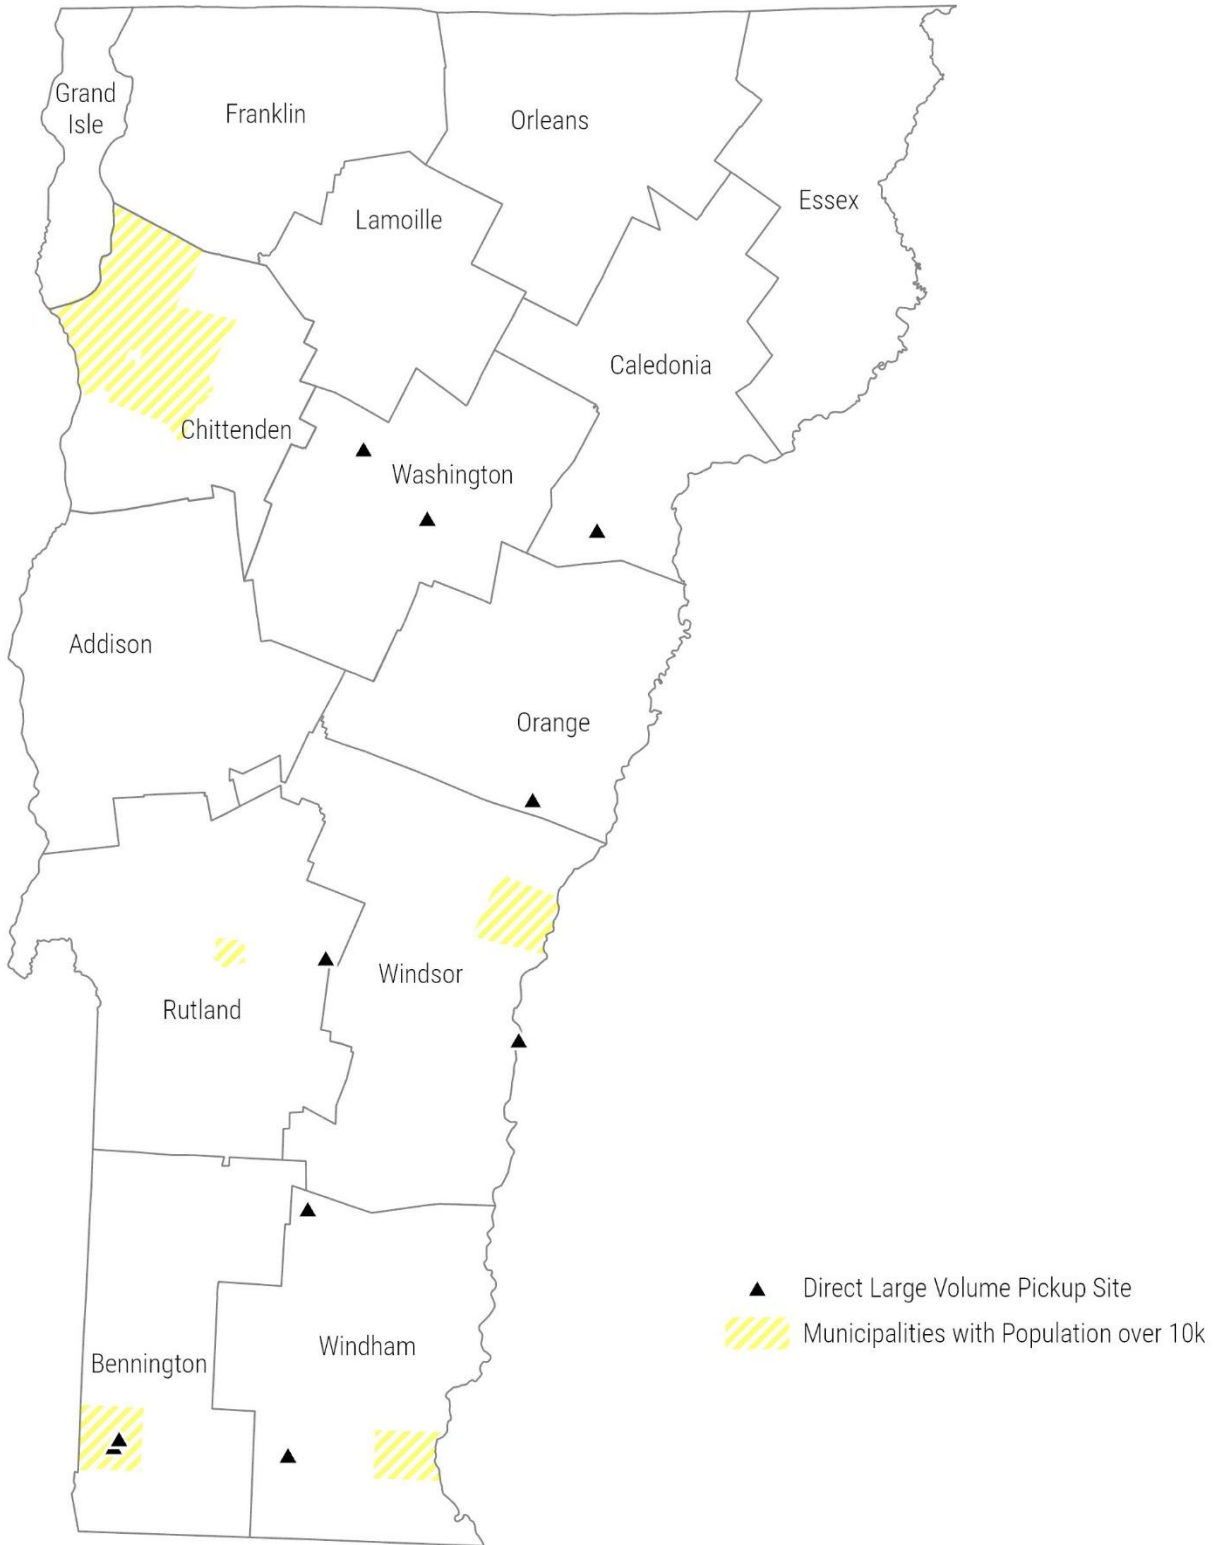 Grand
Isle
Franklin
Orleans
Essex
Lamoille
Caledonia
Chittenden
Washington
Addison
Orange
Windsor
Rutland
Direct Large Volume Pickup Site
Municipalities with Population over 10k
Windham
Bennington